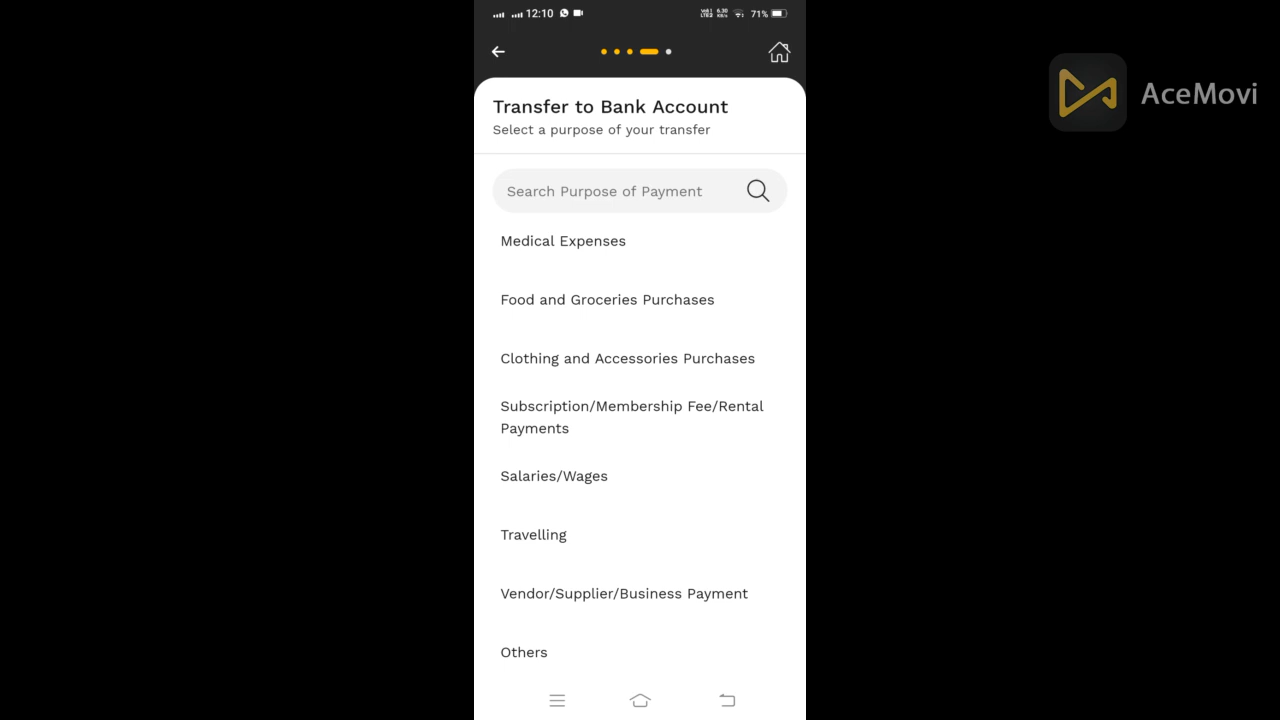 12:10
71%
Transfer to Bank Account
Select a purpose of your transfer
AceMovi
Search Purpose of Payment
Medical Expenses
Food and Groceries Purchases
Clothing and Accessories Purchases
Subscription/Membership Fee/Rental
Payments
Salaries/Wages
Travelling
Vendor/Supplier/Business Payment
Others